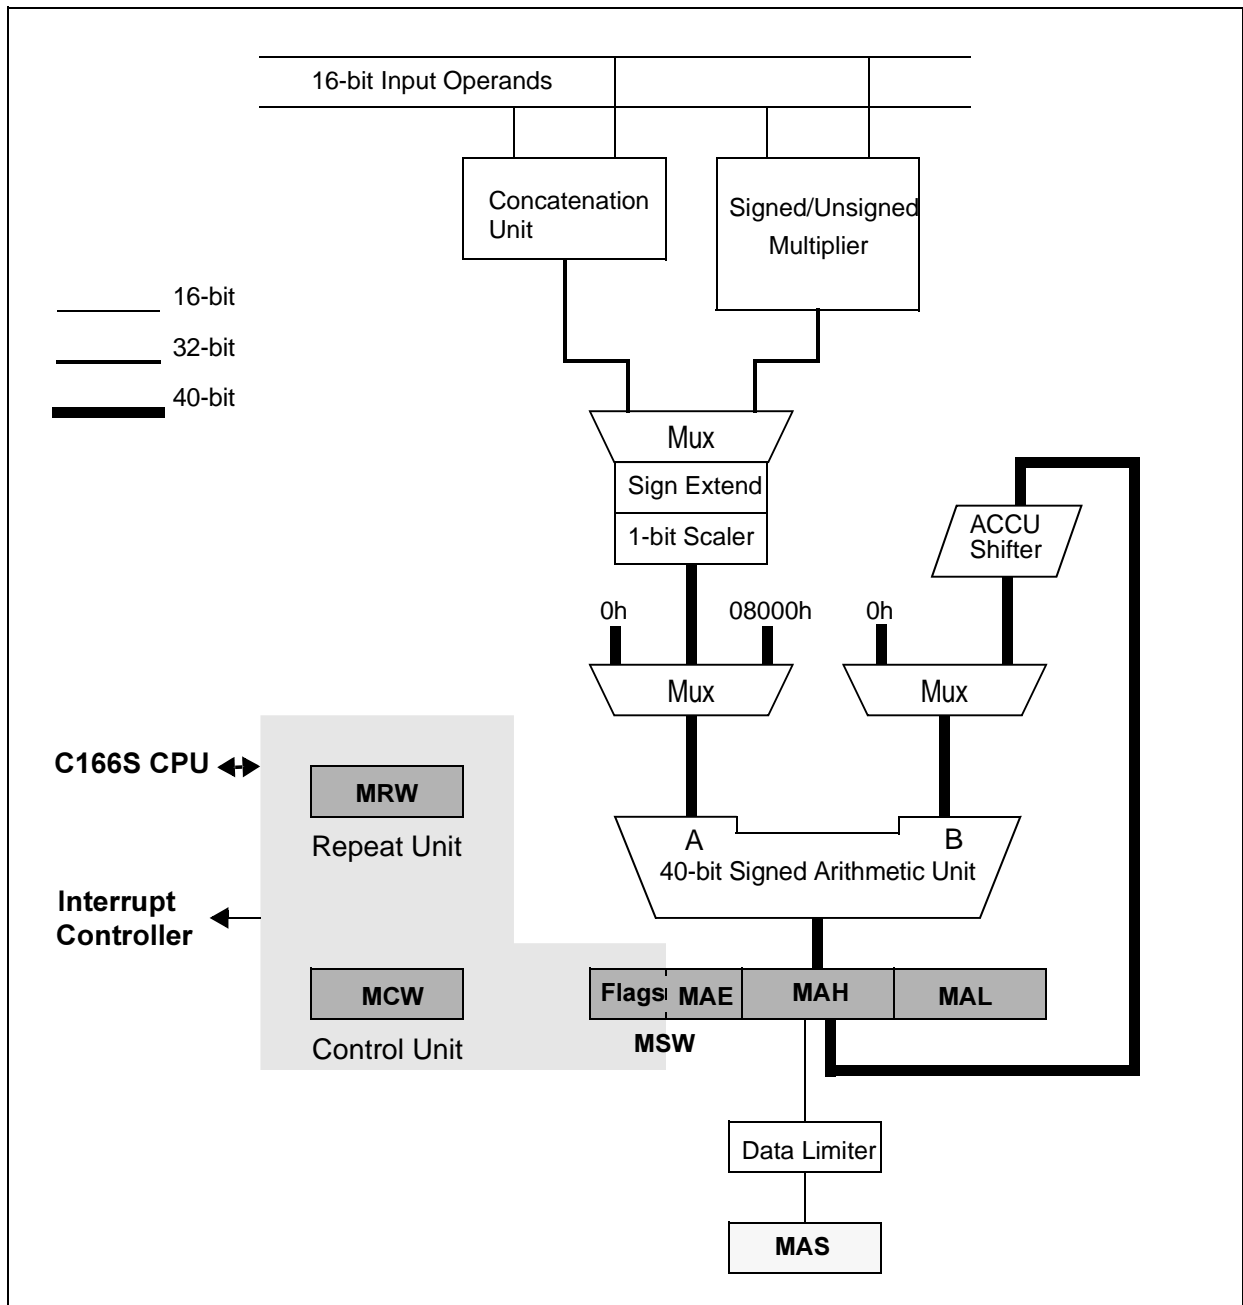 16-bit Input Operands
Concatenation
Unit
Signed/Unsigned
Multiplier
16-bit
32-bit
40-bit
Mux
Sign Extend
1-bit Scaler
ACCU
Shifter
0h
08000h
0h
Mux
Mux
C166S CPU
MRW
Repeat Unit
A
B
40-bit Signed Arithmetic Unit
Interrupt
Controller
MCW
Control Unit
Flags
MAE
MAH
MAL
MSW
Data Limiter
MAS